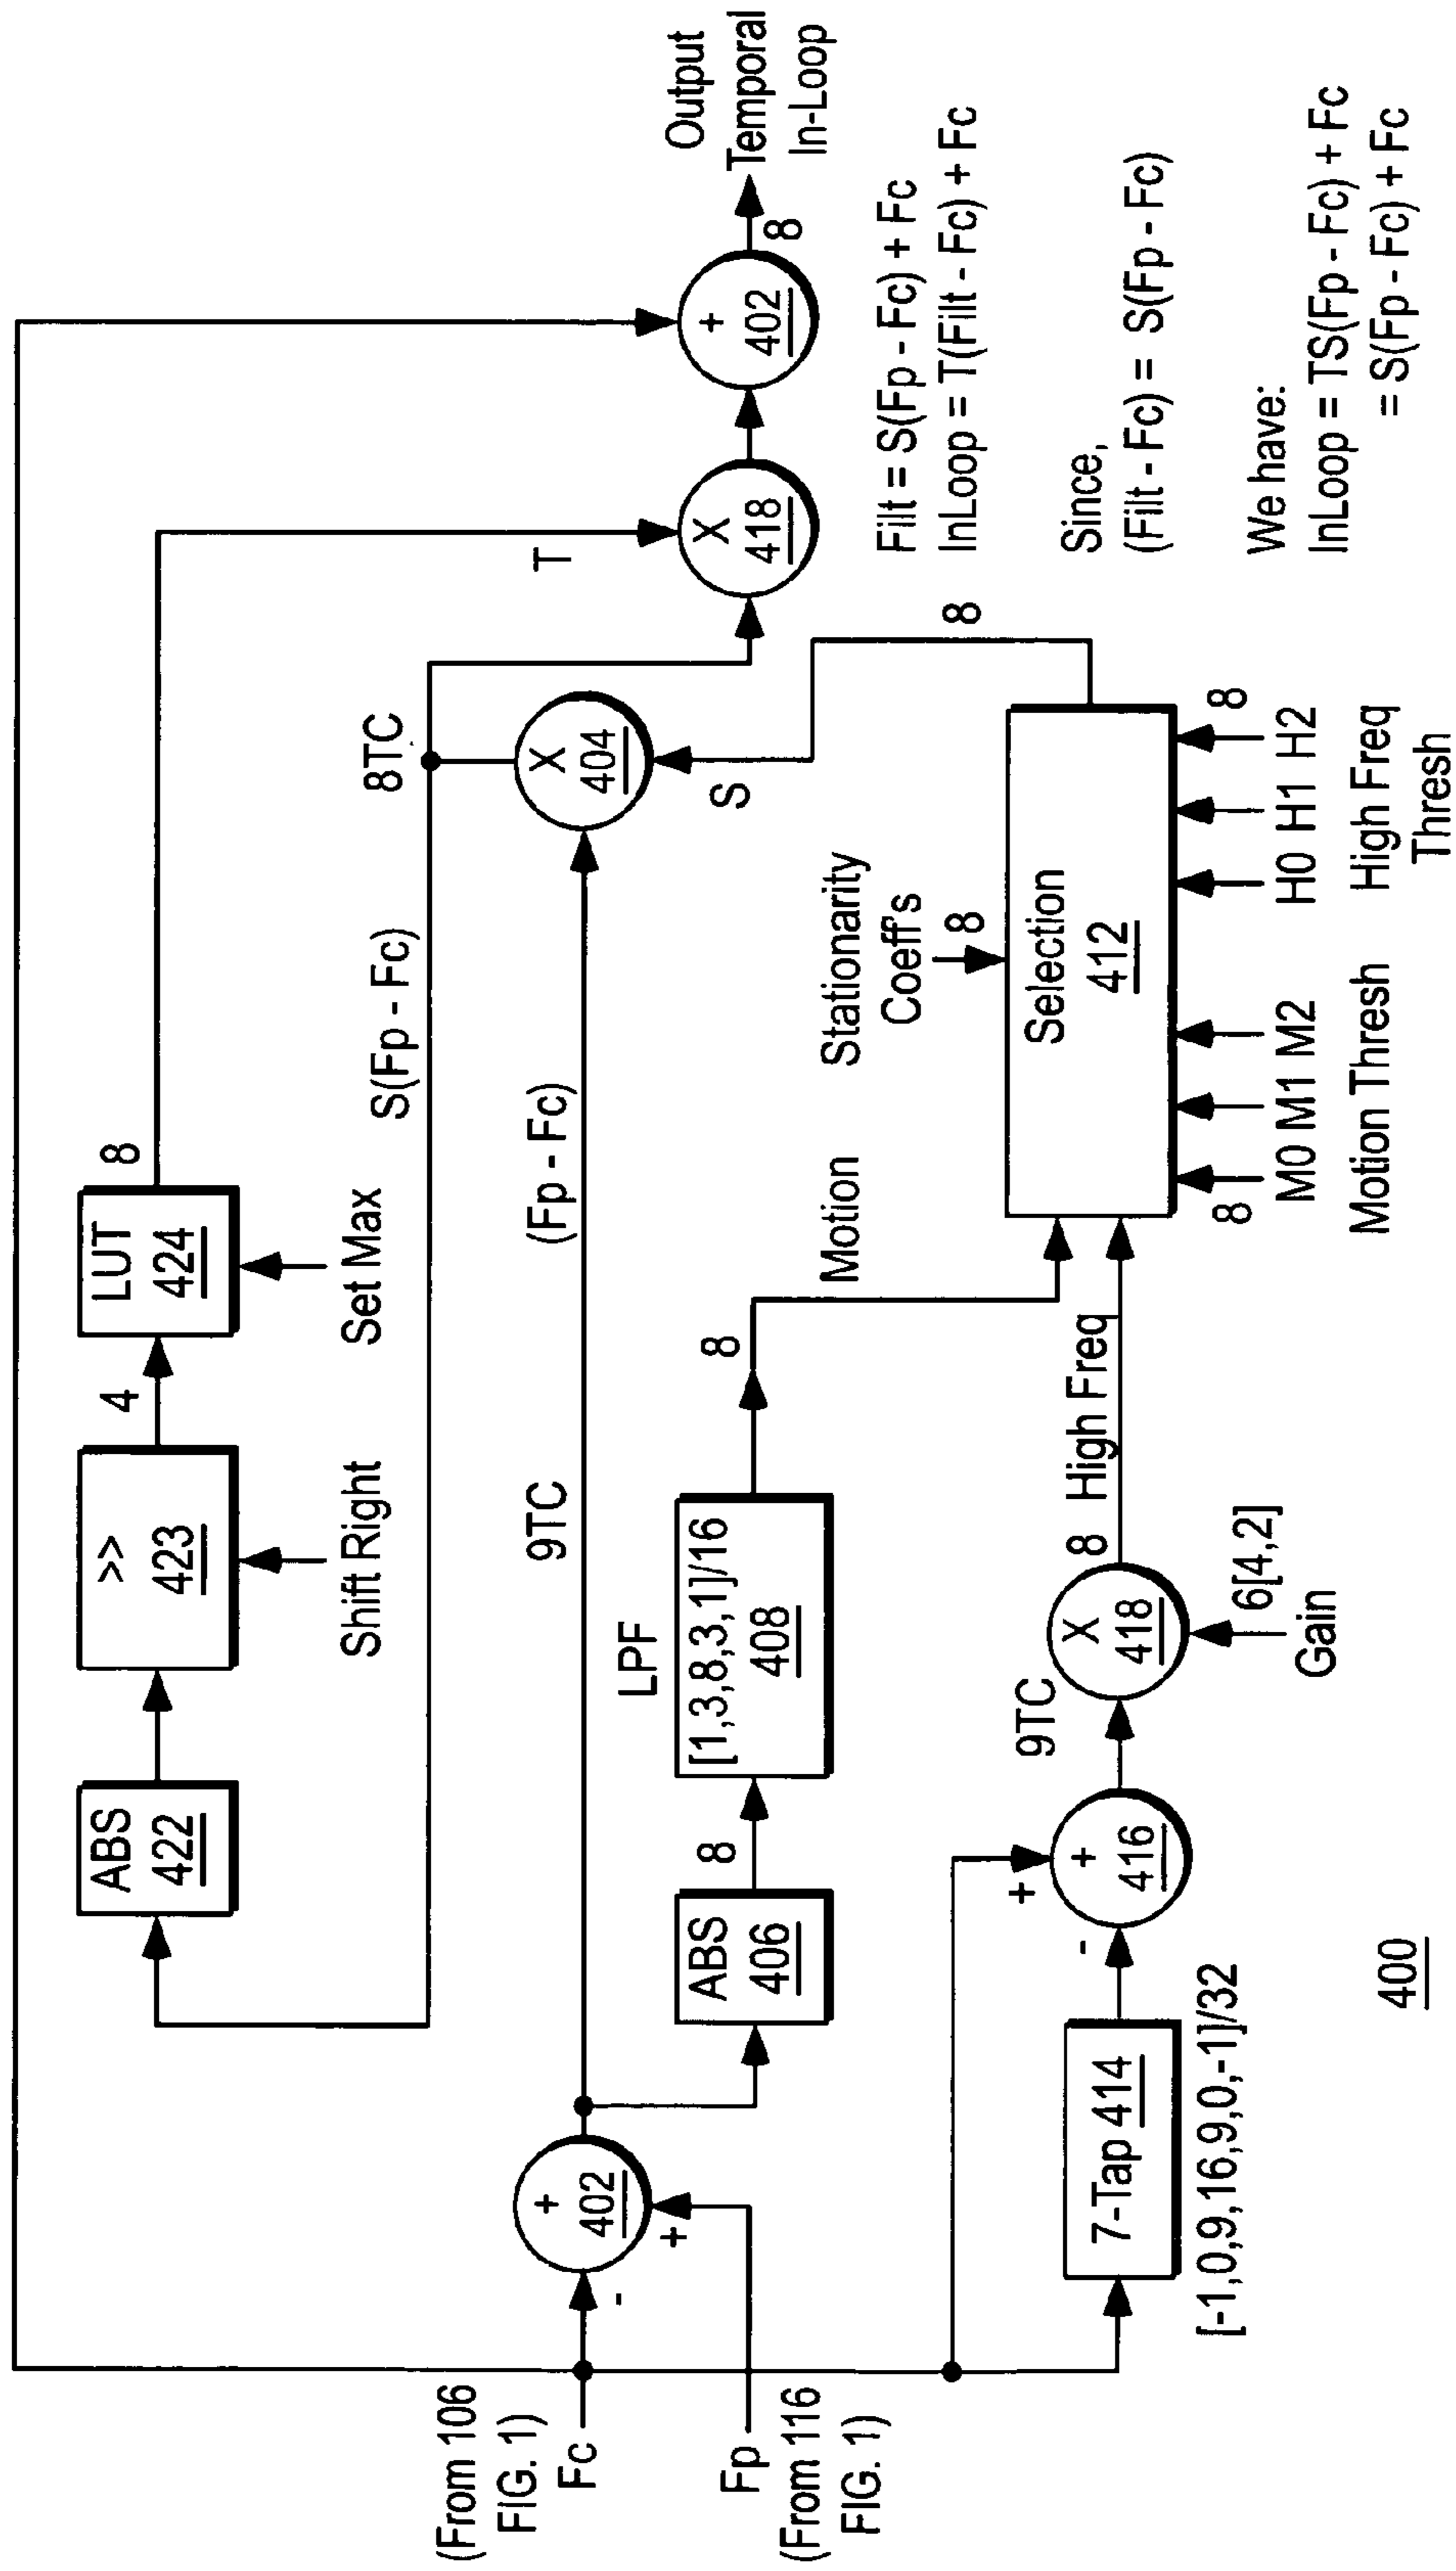 ABS
422
>>
423
Shift Right
4
LUT
424
Set Max
8
S(Fp - Fc)
8TC
T
(From 106
FIG. 1)
Fc
-
+
402
+
9TC
(Fp - Fc)
X
404
S
X
418
+
402
8
Output
Temporal
In-Loop
Fp
(From 116
FIG. 1)
ABS
406
8
LPF
[1,3,8,3,1]/16
408
8
Motion
Stationarity
Coeff's
8
Selection
412
8
7-Tap 414
[-1,0,9,16,9,0,-1]/32
-
+
+
416
9TC
X
418
6[4,2]
Gain
8
High Freq
8
M0 M1 M2
Motion Thresh
H0 H1 H2
8
High Freq
Thresh
Filt = S(Fp - Fc) + Fc
InLoop = T(Filt - Fc) + Fc
Since,
(Filt - Fc) = S(Fp - Fc)
We have:
InLoop = TS(Fp - Fc) + Fc
= S(Fp - Fc) + Fc
400